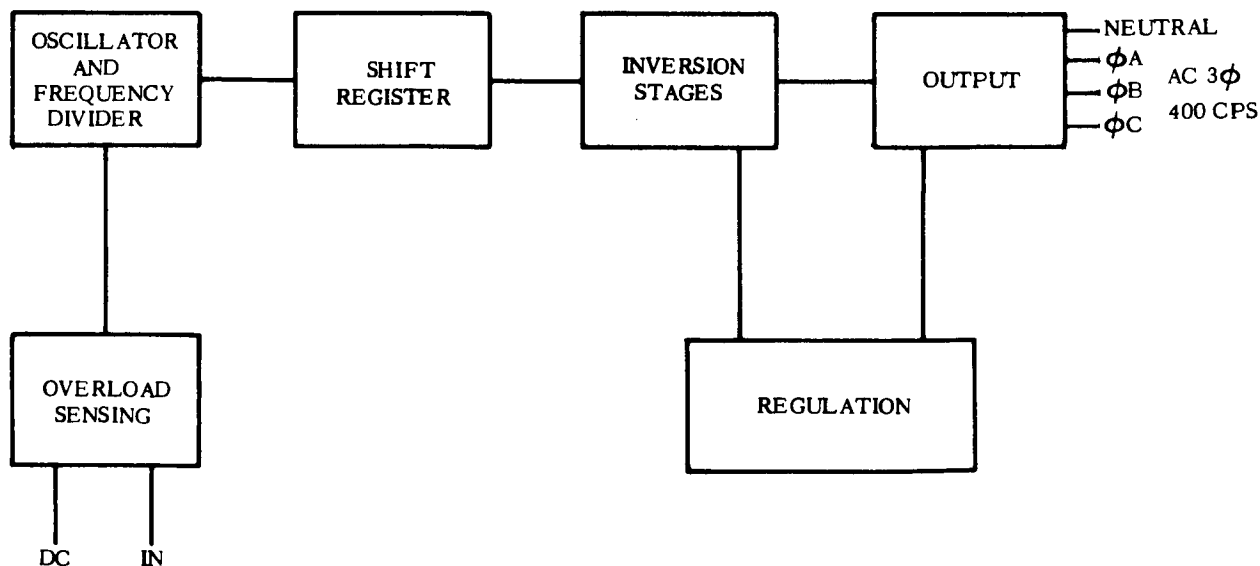 OSCILLATOR
AND
FREQUENCY
DIVIDER
SHIFT
REGISTER
INVERSION
STAGES
OUTPUT
NEUTRAL
ϕA
ϕB
ϕC
AC 3ϕ
400 CPS
OVERLOAD
SENSING
REGULATION
DC
IN